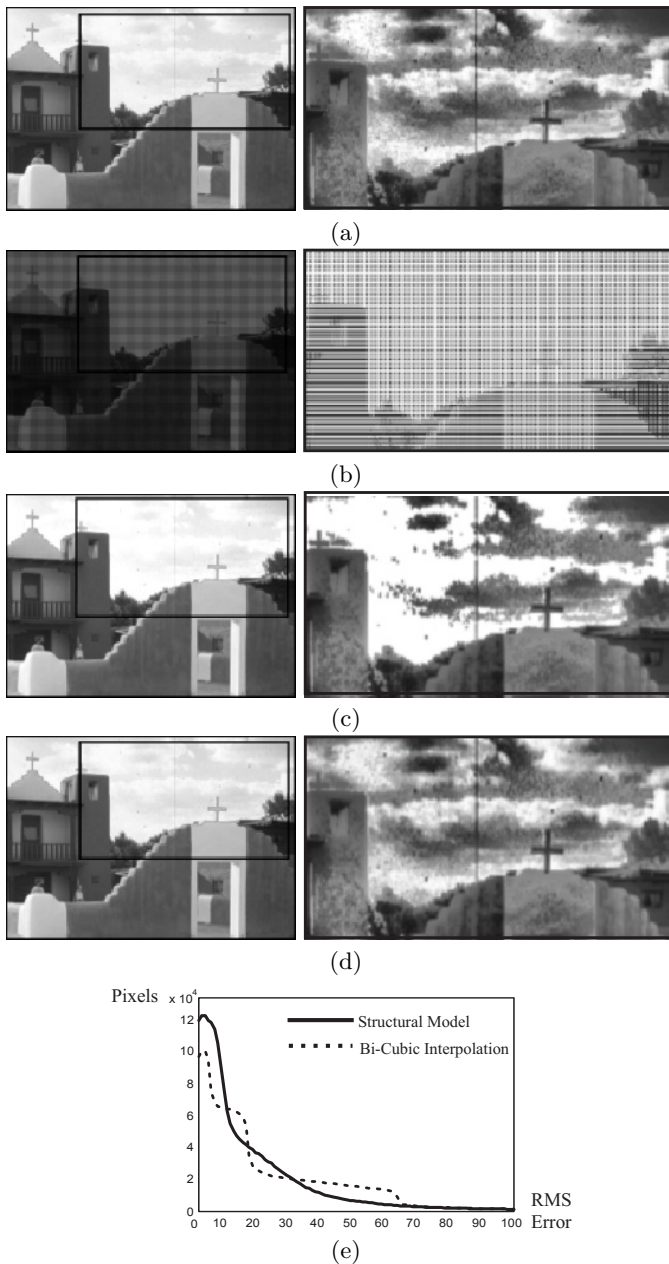 (a)
(b)
(c)
(d)
Pixels
x 10^4
12
10
8
6
4
2
0
Structural Model
Bi-Cubic Interpolation
0 10 20 30 40 50 60 70 80 90 100
RMS
Error
(e)